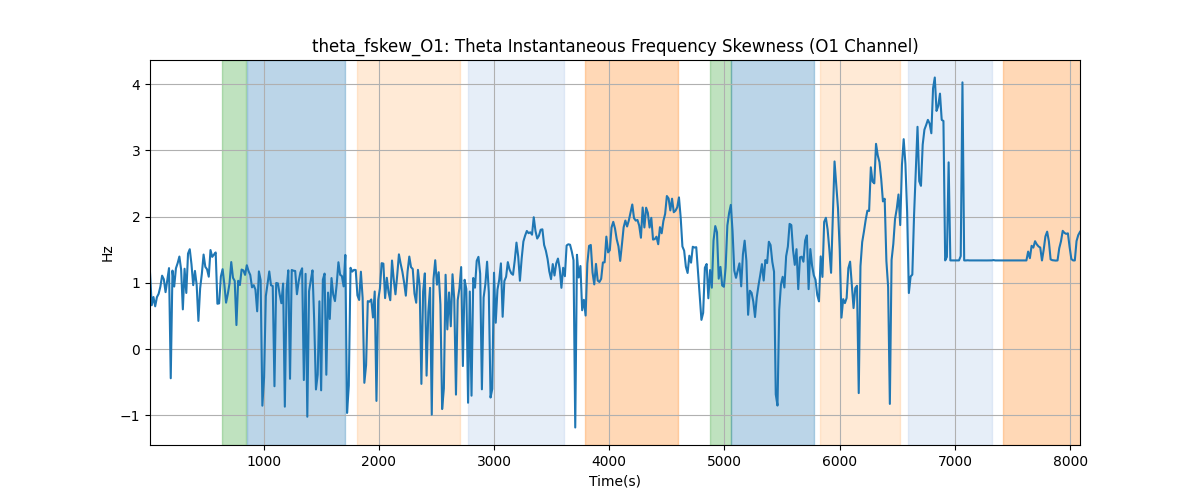 theta_fskew_O1: Theta Instantaneous Frequency Skewness (O1 Channel)
4
3
2
1
0
−1
Hz
1000 2000 3000 4000 5000 6000 7000 8000
Time(s)